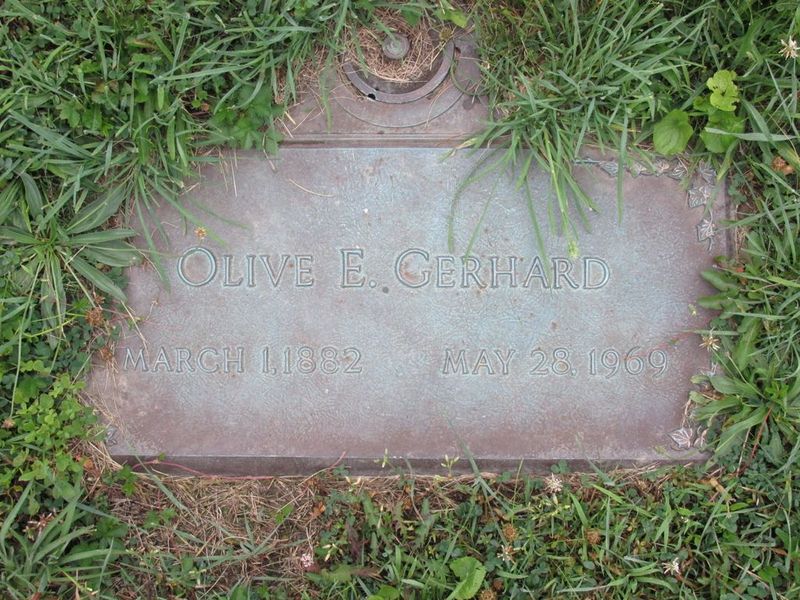 OLIVE E. GERHARD
MARCH 1, 1882 MAY 28, 1969